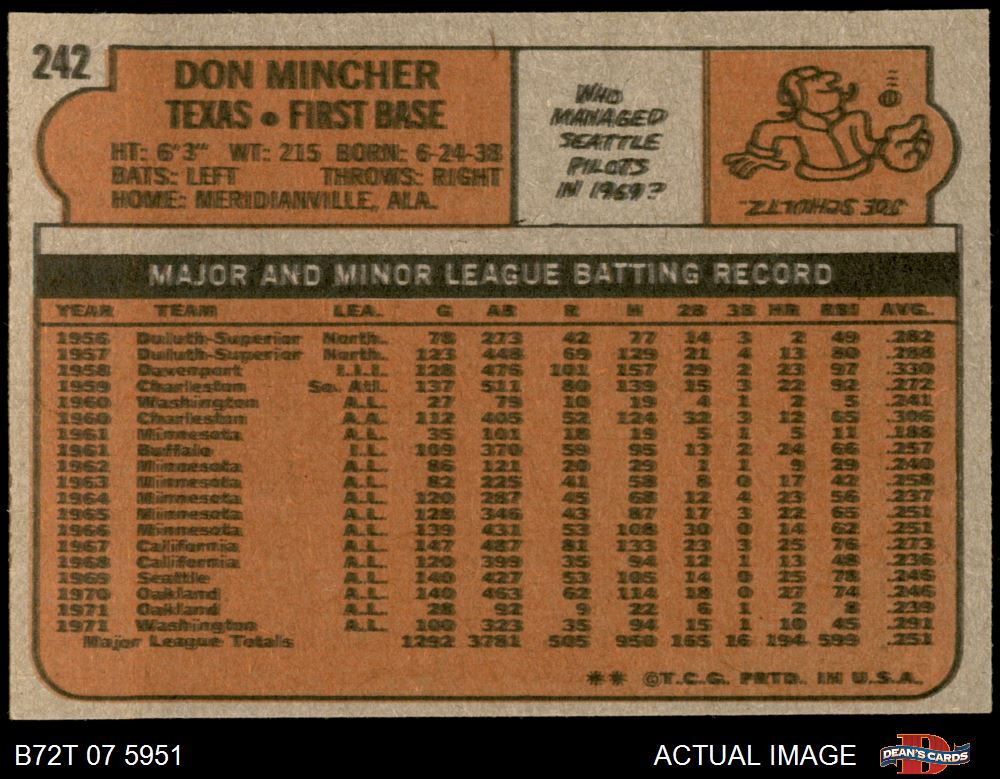 242
DON MINCHER
TEXAS • FIRST BASE
HT: 6'3" WT: 215 BORN: 6-24-38
BATS: LEFT THROWS: RIGHT
HOME: MERIDIANVILLE, ALA.
WHO
MANAGED
SEATTLE
PILOTS
IN 1969?
JOE SCHULTZ.
MAJOR AND MINOR LEAGUE BATTING RECORD
YEAR TEAM LEA. G AB R H 2B 3B HR RBI AVG.
1956 Duluth-Superior North. 78 273 42 77 14 3 2 49 .282
1957 Duluth-Superior North. 123 448 69 129 21 4 13 80 .288
1958 Davenport I.I.I. 128 476 101 157 29 2 23 97 .330
1959 Charleston So. Atl. 137 511 80 139 15 3 22 92 .272
1960 Washington A.L. 27 79 10 19 4 1 2 5 .241
1960 Charleston A.A. 112 405 52 124 32 3 12 65 .306
1961 Minnesota A.L. 35 101 18 19 5 1 5 11 .188
1961 Buffalo I.L. 109 370 59 95 13 2 24 66 .257
1962 Minnesota A.L. 86 121 20 29 1 1 9 29 .240
1963 Minnesota A.L. 82 225 41 58 8 0 17 42 .258
1964 Minnesota A.L. 120 287 45 68 12 4 23 56 .237
1965 Minnesota A.L. 128 346 43 87 17 3 22 65 .251
1966 Minnesota A.L. 139 431 53 108 30 0 14 62 .251
1967 California A.L. 147 487 81 133 23 3 25 76 .273
1968 California A.L. 120 399 35 94 12 1 13 48 .236
1969 Seattle A.L. 140 427 53 105 14 0 25 78 .246
1970 Oakland A.L. 140 463 62 114 18 0 27 74 .246
1971 Oakland A.L. 28 92 9 22 6 1 2 8 .239
1971 Washington A.L. 100 323 35 94 15 1 10 45 .291
Major League Totals 1292 3781 505 950 165 16 194 599 .251
** ©T.C.G. PRTD. IN U.S.A.
B72T 07 5951 ACTUAL IMAGE DEAN'S CARDS